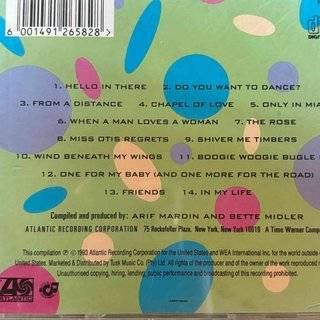 6 001491 265828
DIGIT
1. HELLO IN THERE 2. DO YOU WANT TO DANCE?
3. FROM A DISTANCE 4. CHAPEL OF LOVE 5. ONLY IN MIA
6. WHEN A MAN LOVES A WOMAN 7. THE ROSE
8. MISS OTIS REGRETS 9. SHIVER ME TIMBERS
10. WIND BENEATH MY WINGS 11. BOOGIE WOOGIE BUGLE B
12. ONE FOR MY BABY (AND ONE MORE FOR THE ROAD)
13. FRIENDS 14. IN MY LIFE
Compiled and produced by: ARIF MARDIN AND BETTE MIDLER
ATLANTIC RECORDING CORPORATION 75 Rockefeller Plaza, New York, New York 10019 A Time Warner Compa
This compilation ℗ © 1993 Atlantic Recording Corporation for the United States and WEA International Inc. for the world outside
United States. Marketed & Distributed by Tusk Music Co. (Pty) Ltd. All rights of the producer and of the owner of the work reproduced re
Unauthorised copying, hiring, lending, public performance and broadcasting of this recording prohibited.
ATLANTIC